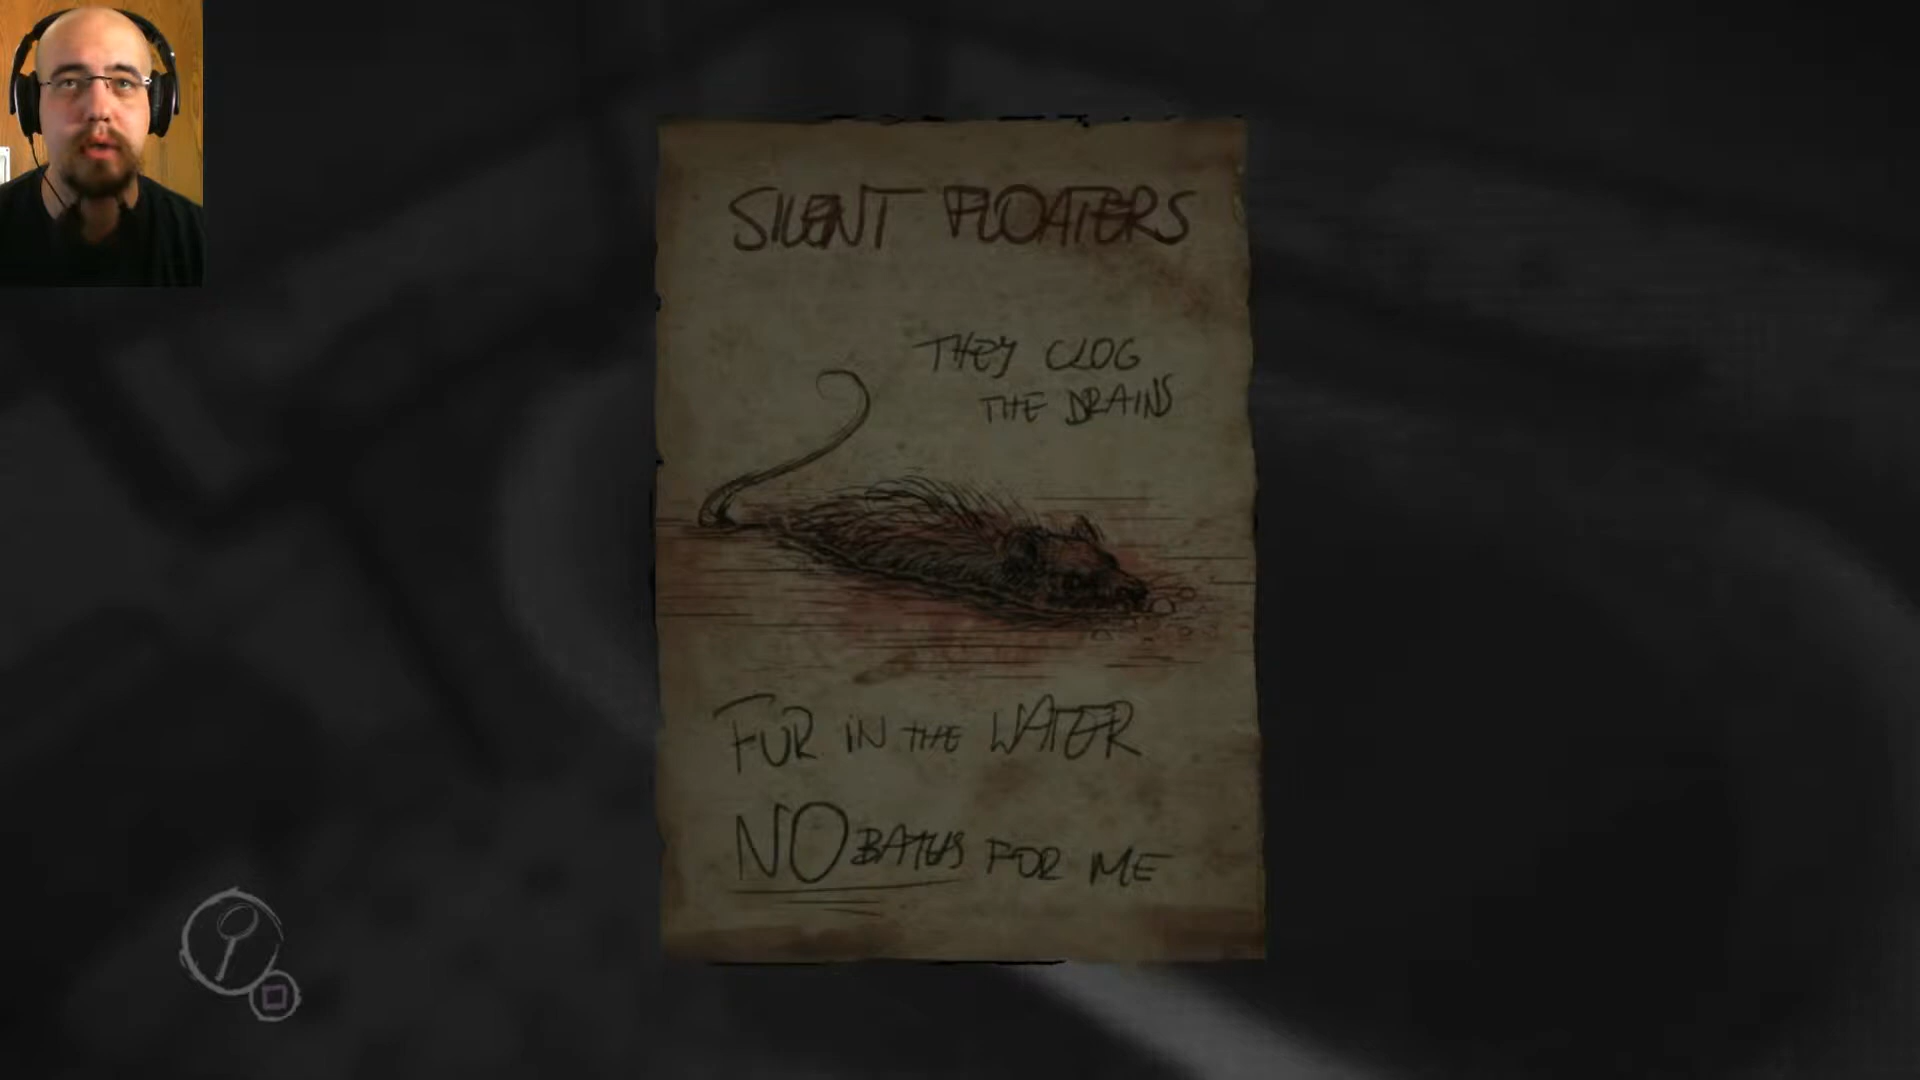 SILENT FLOATERS
THEY CLOG
THE DRAINS
FUR IN THE WATER
NO BATHS FOR ME